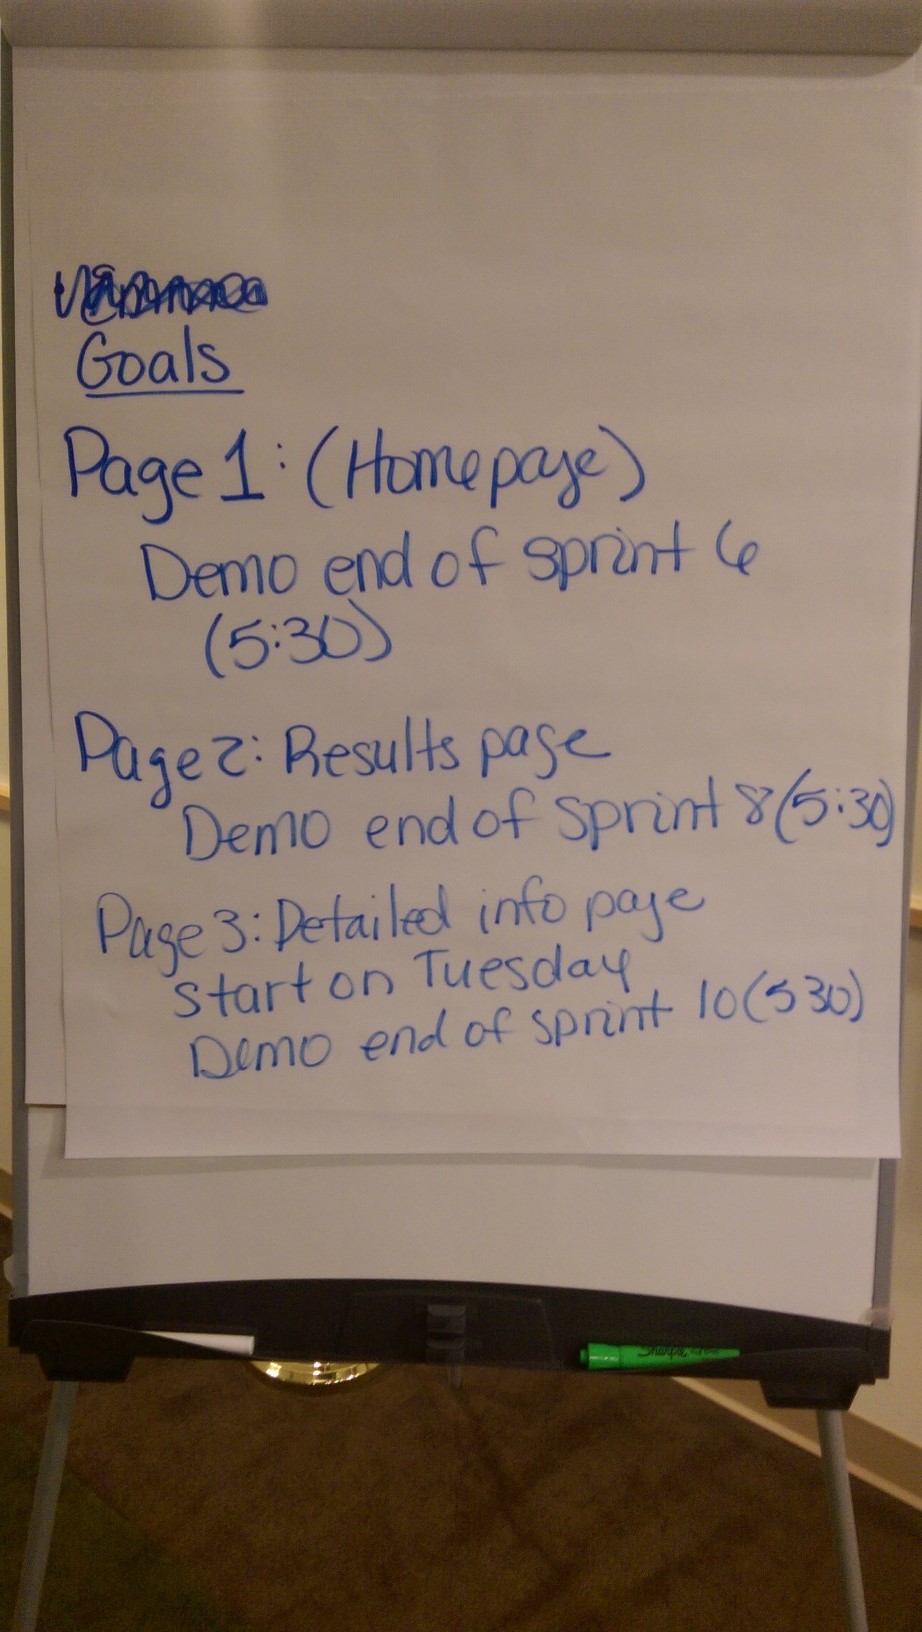 Goals
Page 1: (Homepage)
Demo end of sprint 6
(5:30)
Page 2: Results page
Demo end of sprint 8 (5:30)
Page 3: Detailed info page
start on Tuesday
Demo end of sprint 10 (5 30)
Sharpie